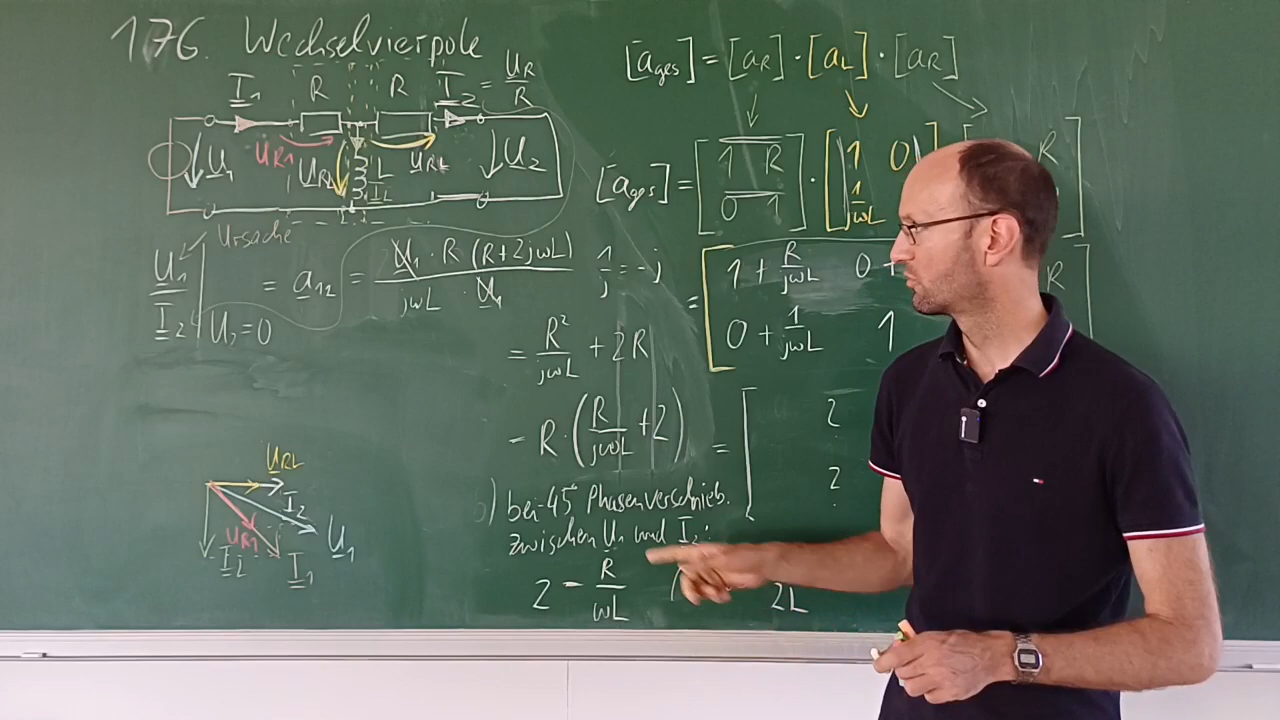 176. Wechselvierpole
I1 R R I2 = UR/R
U1 UR1 URL L IL URL U2
Ursache
U1/I2 | U2=0 = a12 = U1 · R (R+2jωL) / jωL · U1 1/j = -j
= R²/jωL + 2R
= R · (R/jωL + 2)
b) bei -45° Phasenverschieb.
zwischen U1 und I2:
2 = R/ωL 2L
URL
I2
UR1 U1
I2 I1
[ages] = [aR] · [aL] · [aR]
[ages] = [1 R
0 1] · [1 0
1/jωL R
= [1 + R/jωL 0 + R
0 + 1/jωL 1
= [ 2
2